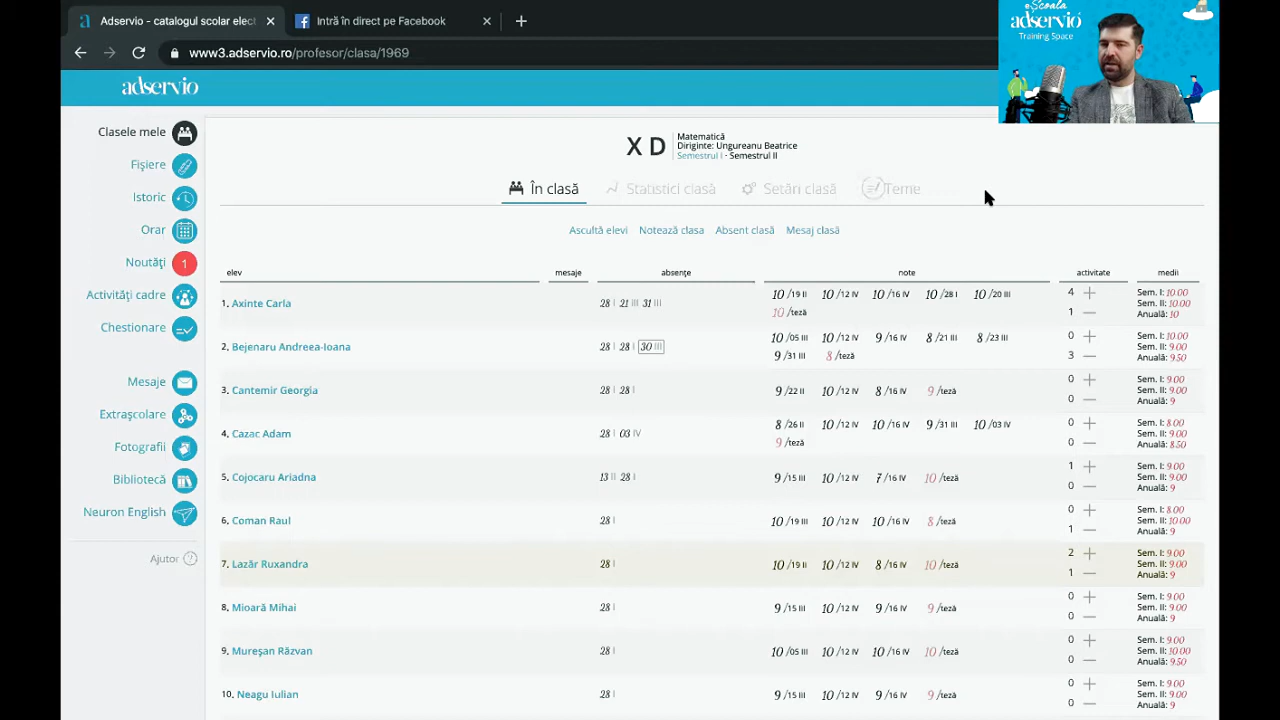 Adservio - catalogul scolar elect
Intră în direct pe Facebook
www3.adservio.ro/profesor/clasa/1969
eȘcoala
adservio
Training Space
adservio
Clasele mele
Fișiere
Istoric
Orar
Noutăți 1
Activități cadre
Chestionare
Mesaje
Extrașcolare
Fotografii
Bibliotecă
Neuron English
Ajutor ?
X D
Matematică
Diriginte: Ungureanu Beatrice
Semestrul I - Semestrul II
În clasă Statistici clasă Setări clasă Teme
Ascultă elevi Notează clasa Absent clasă Mesaj clasă
elev mesaje absențe note activitate medii
1. Axinte Carla 28 I 21 III 31 III 10 /19 II 10 /12 IV 10 /16 IV 10 /28 I 10 /20 III 10 /teză 4 1 Sem. I: 10.00 Sem. II: 10.00 Anuală: 10
2. Bejenaru Andreea-Ioana 28 I 28 I 30 III 10 /05 III 10 /12 IV 9 /16 IV 8 /21 III 8 /23 III 9 /31 III 8 /teză 0 3 Sem. I: 10.00 Sem. II: 9.00 Anuală: 9.50
3. Cantemir Georgia 28 I 28 I 9 /22 II 10 /12 IV 8 /16 IV 9 /teză 0 0 Sem. I: 9.00 Sem. II: 9.00 Anuală: 9
4. Cazac Adam 28 I 03 IV 8 /26 II 10 /12 IV 10 /16 IV 9 /31 III 10 /03 IV 9 /teză 0 0 Sem. I: 8.00 Sem. II: 9.00 Anuală: 8.50
5. Cojocaru Ariadna 13 II 28 I 9 /15 III 10 /12 IV 7 /16 IV 10 /teză 1 0 Sem. I: 9.00 Sem. II: 9.00 Anuală: 9
6. Coman Raul 28 I 10 /19 III 10 /12 IV 10 /16 IV 8 /teză 0 1 Sem. I: 8.00 Sem. II: 10.00 Anuală: 9
7. Lazăr Ruxandra 28 I 10 /19 II 10 /12 IV 8 /16 IV 10 /teză 2 1 Sem. I: 9.00 Sem. II: 9.00 Anuală: 9
8. Mioară Mihai 28 I 9 /15 III 10 /12 IV 9 /16 IV 9 /teză 0 0 Sem. I: 9.00 Sem. II: 9.00 Anuală: 9
9. Mureșan Răzvan 28 I 10 /05 III 10 /12 IV 10 /16 IV 10 /teză 0 0 Sem. I: 9.00 Sem. II: 10.00 Anuală: 9.50
10. Neagu Iulian 28 I 9 /15 III 10 /12 IV 9 /16 IV 9 /teză 0 0 Sem. I: 9.00 Sem. II: 9.00 Anuală: 9